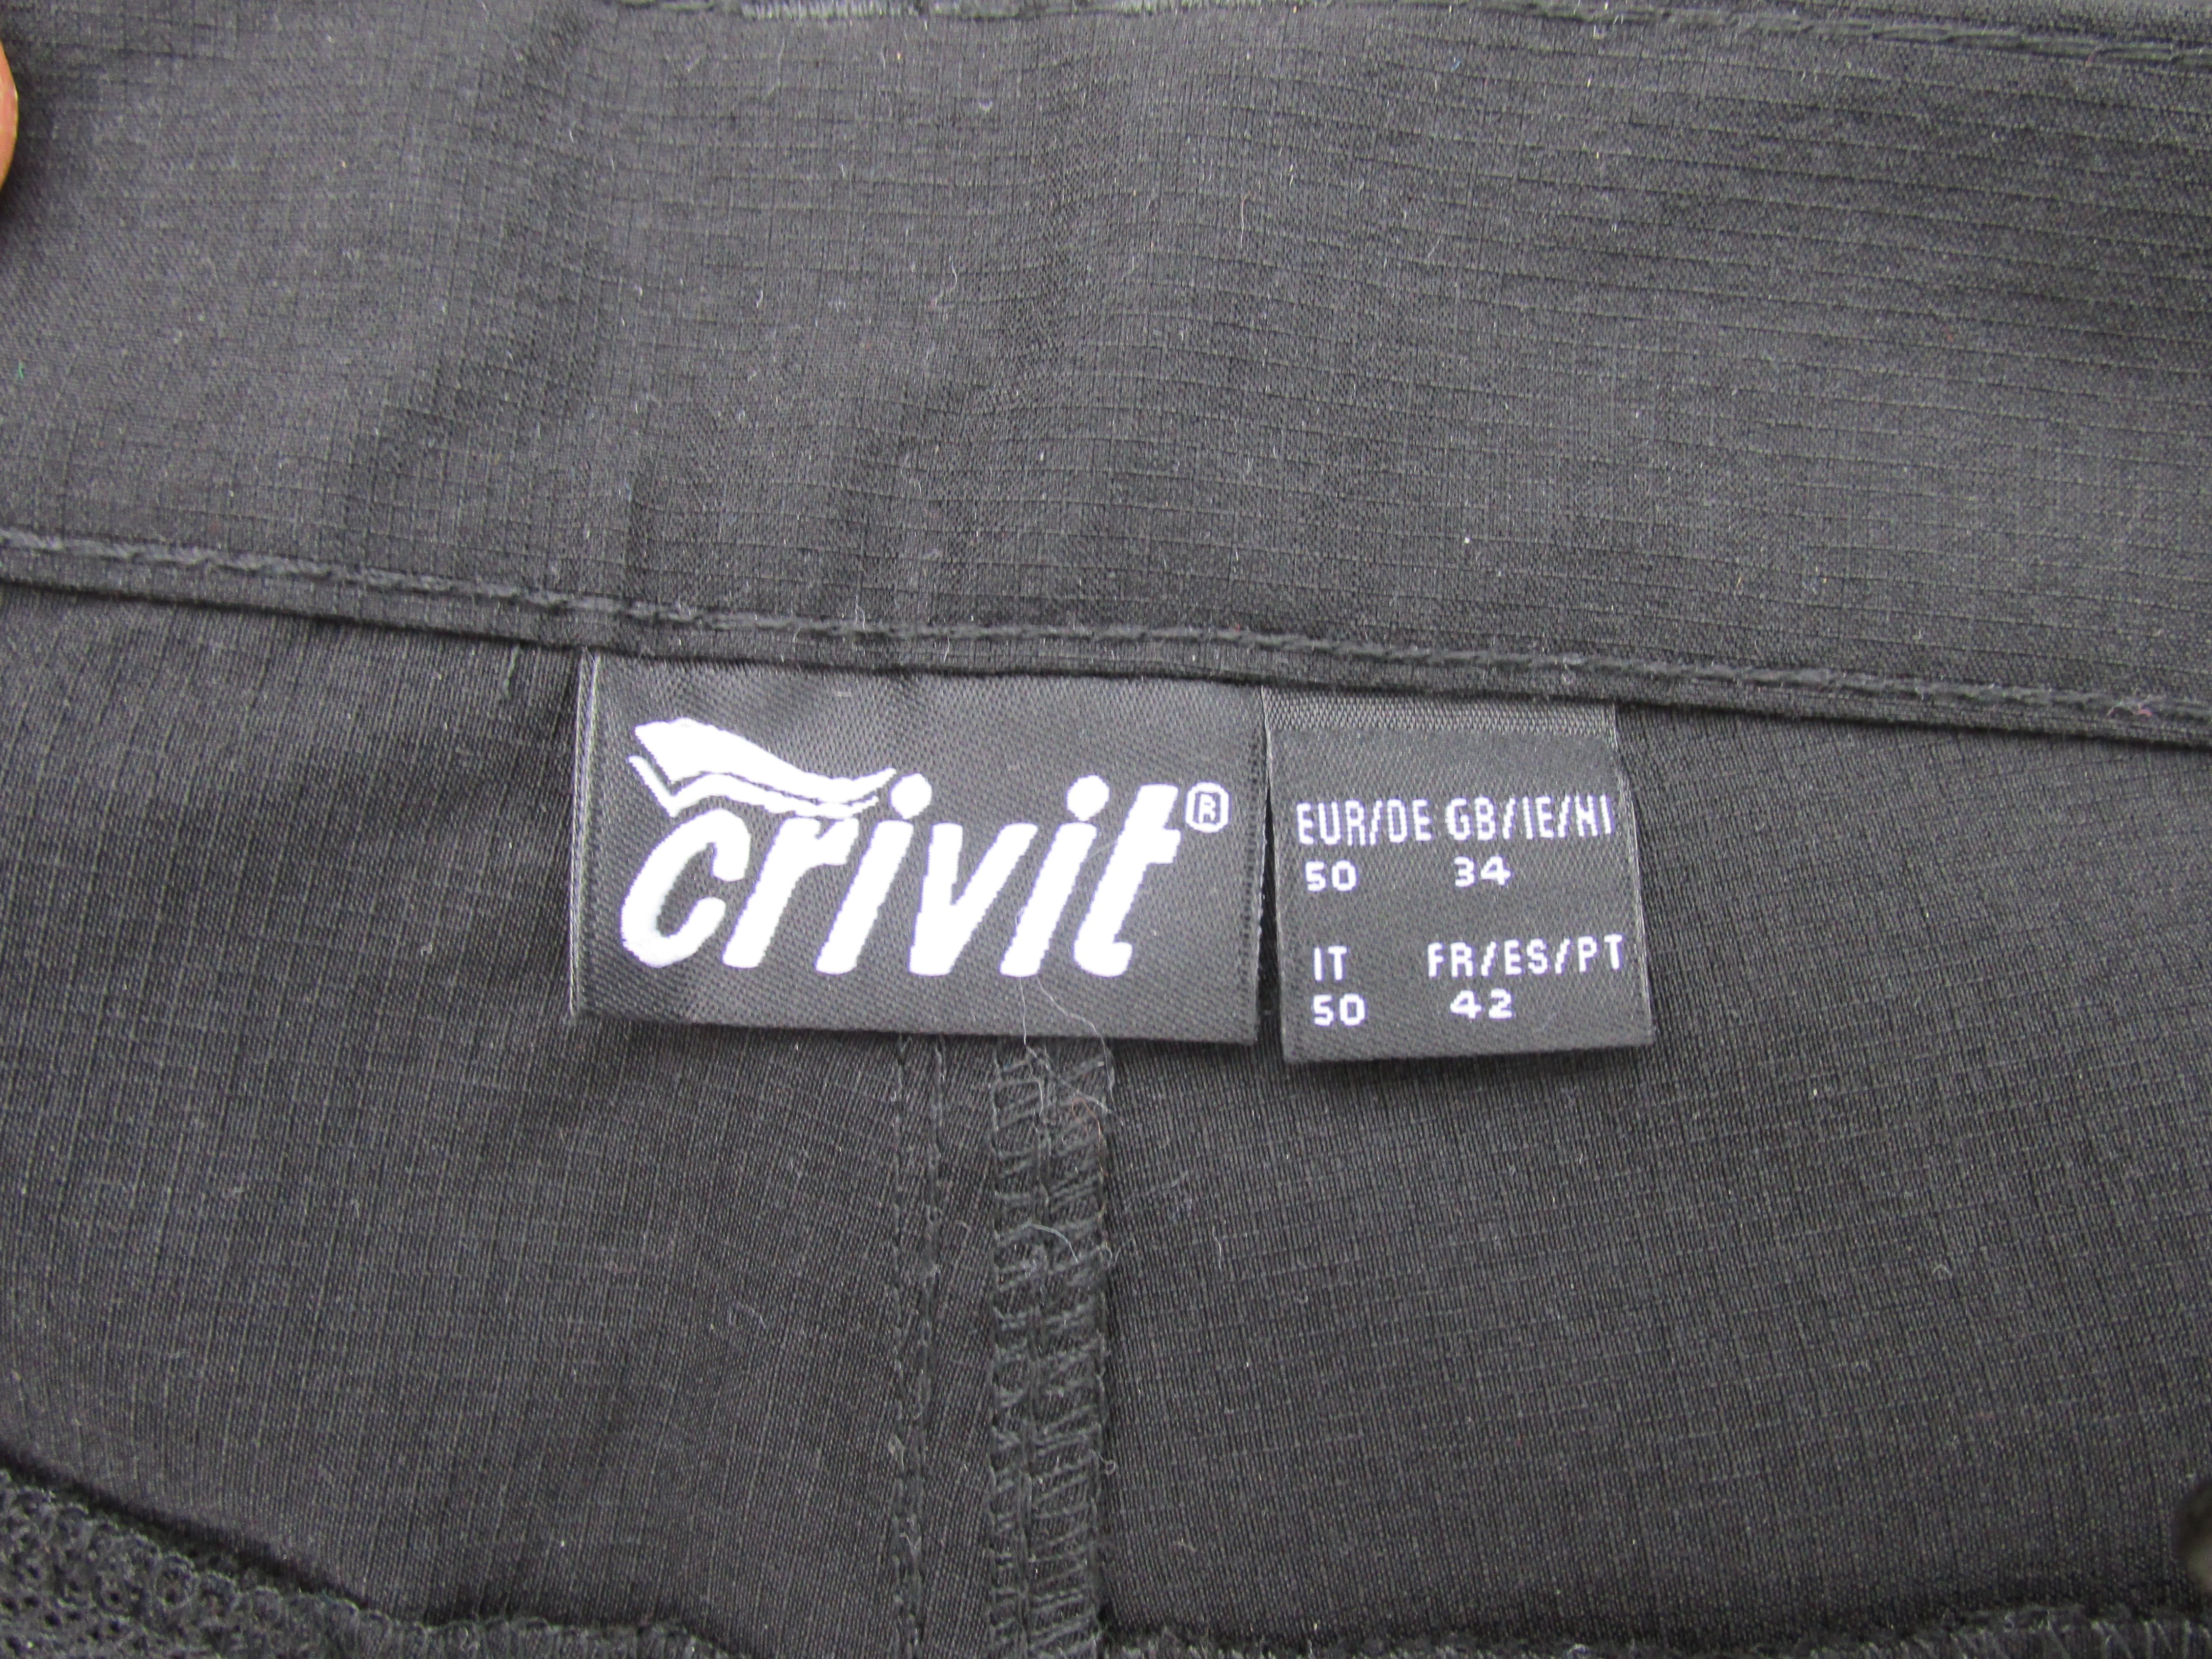 crivit®
EUR/DE GB/IE/NI
50 34
IT FR/ES/PT
50 42